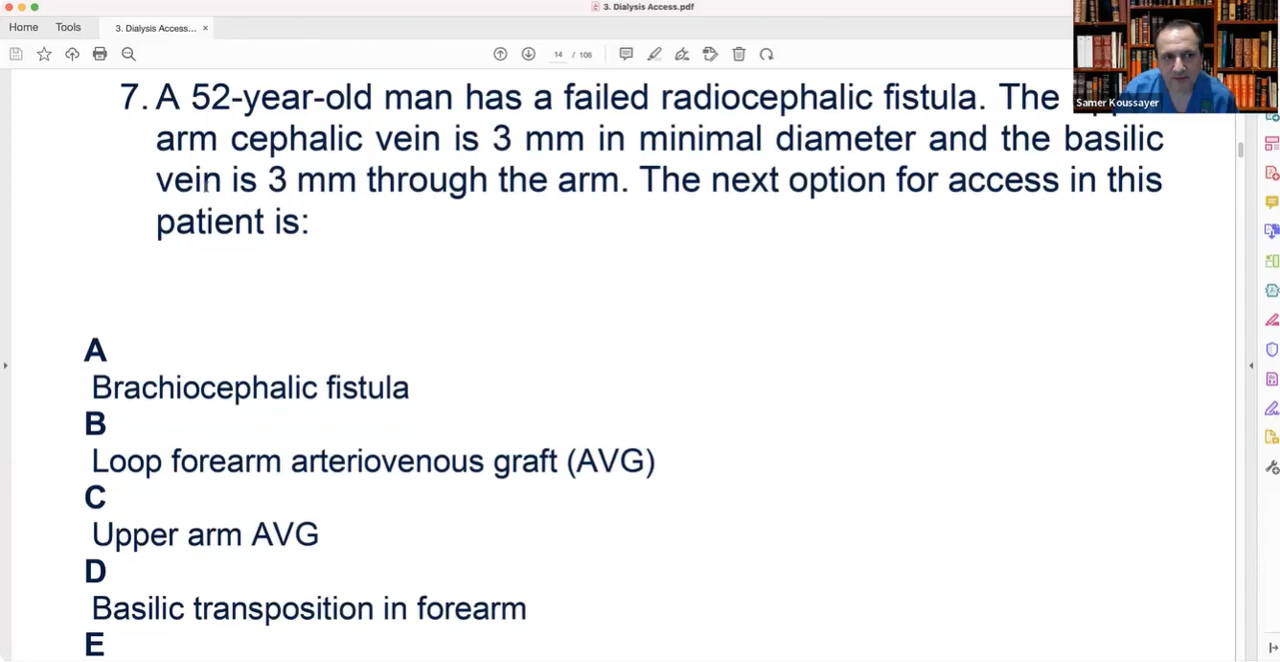 3. Dialysis Access.pdf
Home Tools 3. Dialysis Access... ×
14 / 106
Samer Koussayer
7. A 52-year-old man has a failed radiocephalic fistula. The
arm cephalic vein is 3 mm in minimal diameter and the basilic
vein is 3 mm through the arm. The next option for access in this
patient is:
A
Brachiocephalic fistula
B
Loop forearm arteriovenous graft (AVG)
C
Upper arm AVG
D
Basilic transposition in forearm
E